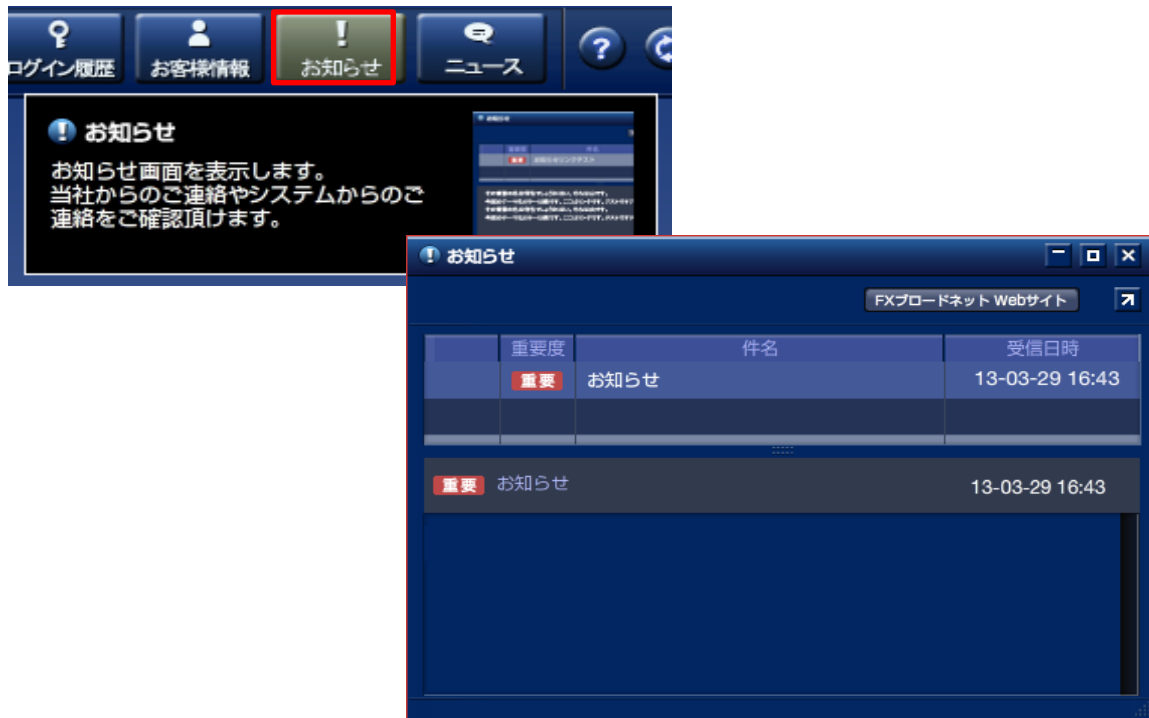 ログイン履歴
お客様情報
お知らせ
ニュース
お知らせ
お知らせ画面を表示します。
当社からのご連絡やシステムからのご
連絡をご確認頂けます。
お知らせ
FXブロードネット Webサイト
重要度 件名 受信日時
重要 お知らせ 13-03-29 16:43
重要 お知らせ 13-03-29 16:43